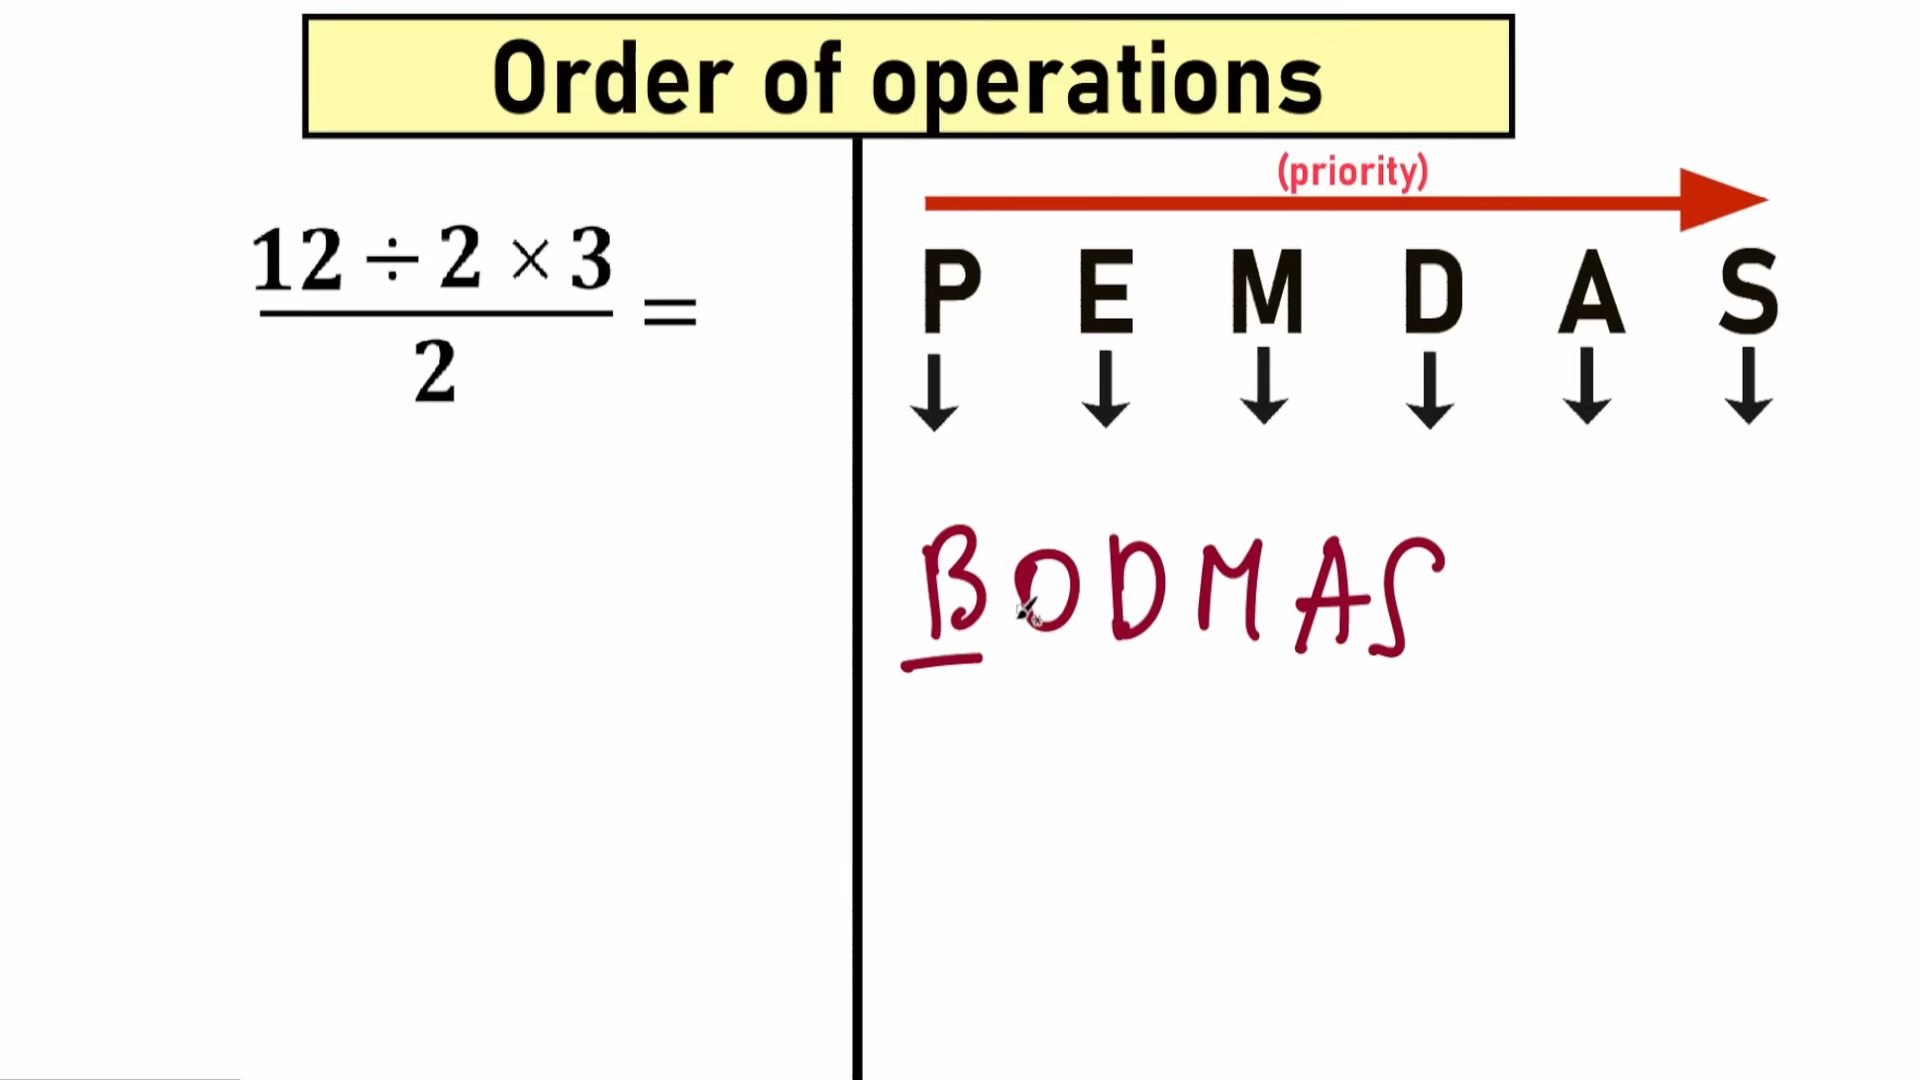 Order of operations
12 ÷ 2 × 3
2
=
(priority)
P E M D A S
BODMAS